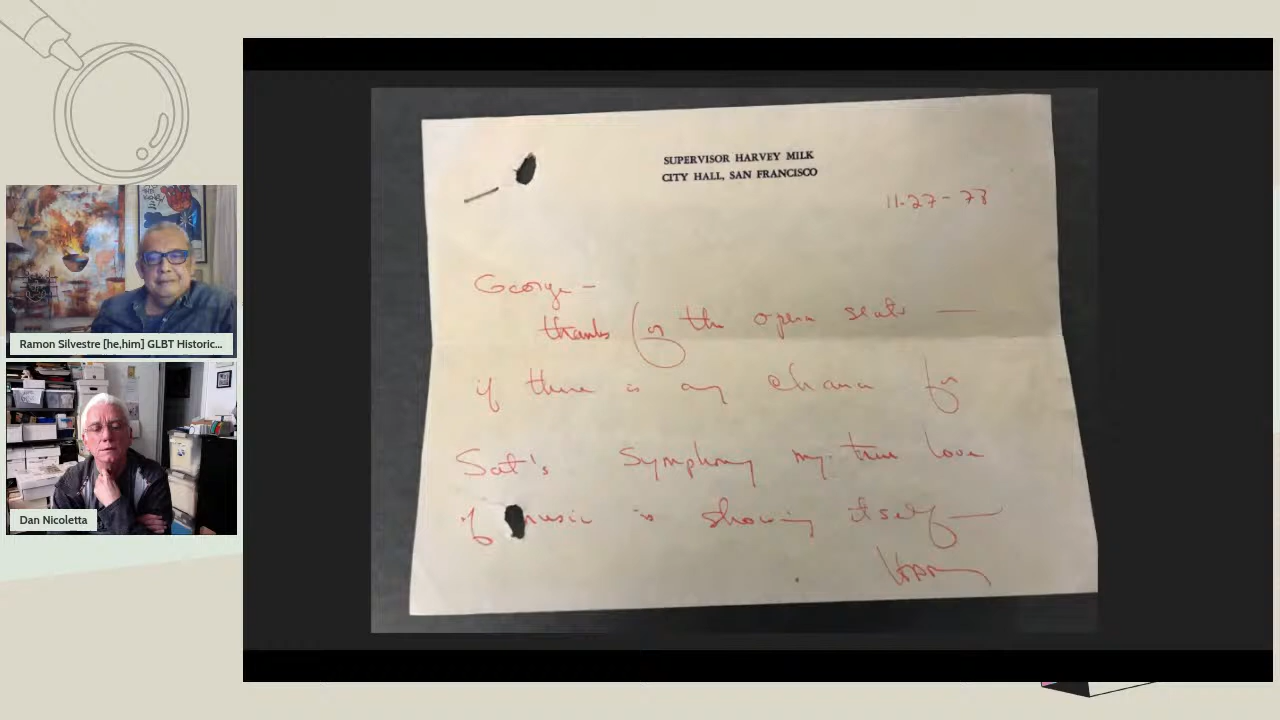 Ramon Silvestre [he,him] GLBT Historic...
Dan Nicoletta
SUPERVISOR HARVEY MILK
CITY HALL, SAN FRANCISCO
11-27-78
George —
thanks for the opera seats —
if there is any chance for
Sat's Symphony my true love
of music is showing itself —
Harvey